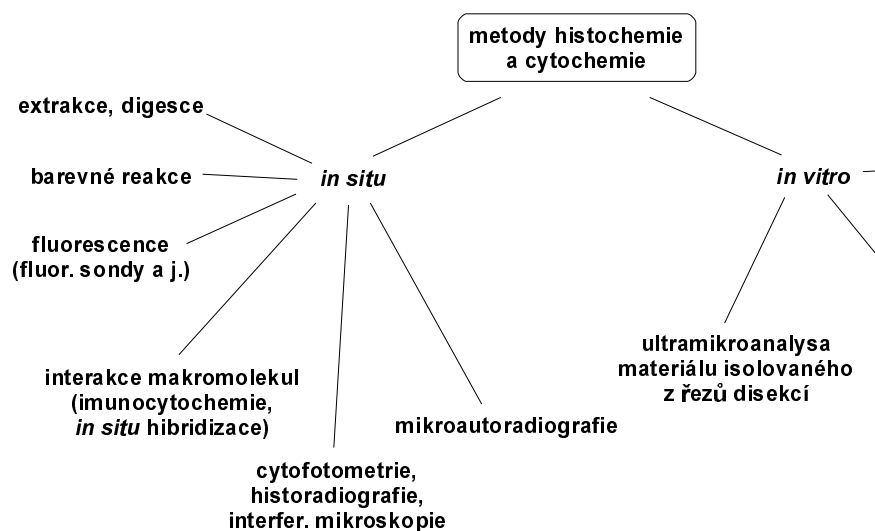 metody histochemie
a cytochemie
extrakce, digesce
barevné reakce
in situ
in vitro
fluorescence
(fluor. sondy a j.)
interakce makromolekul
(imunocytochemie,
in situ hibridizace)
cytofotometrie,
historadiografie,
interfer. mikroskopie
mikroautoradiografie
ultramikroanalysa
materiálu isolovaného
z řezů disekcí